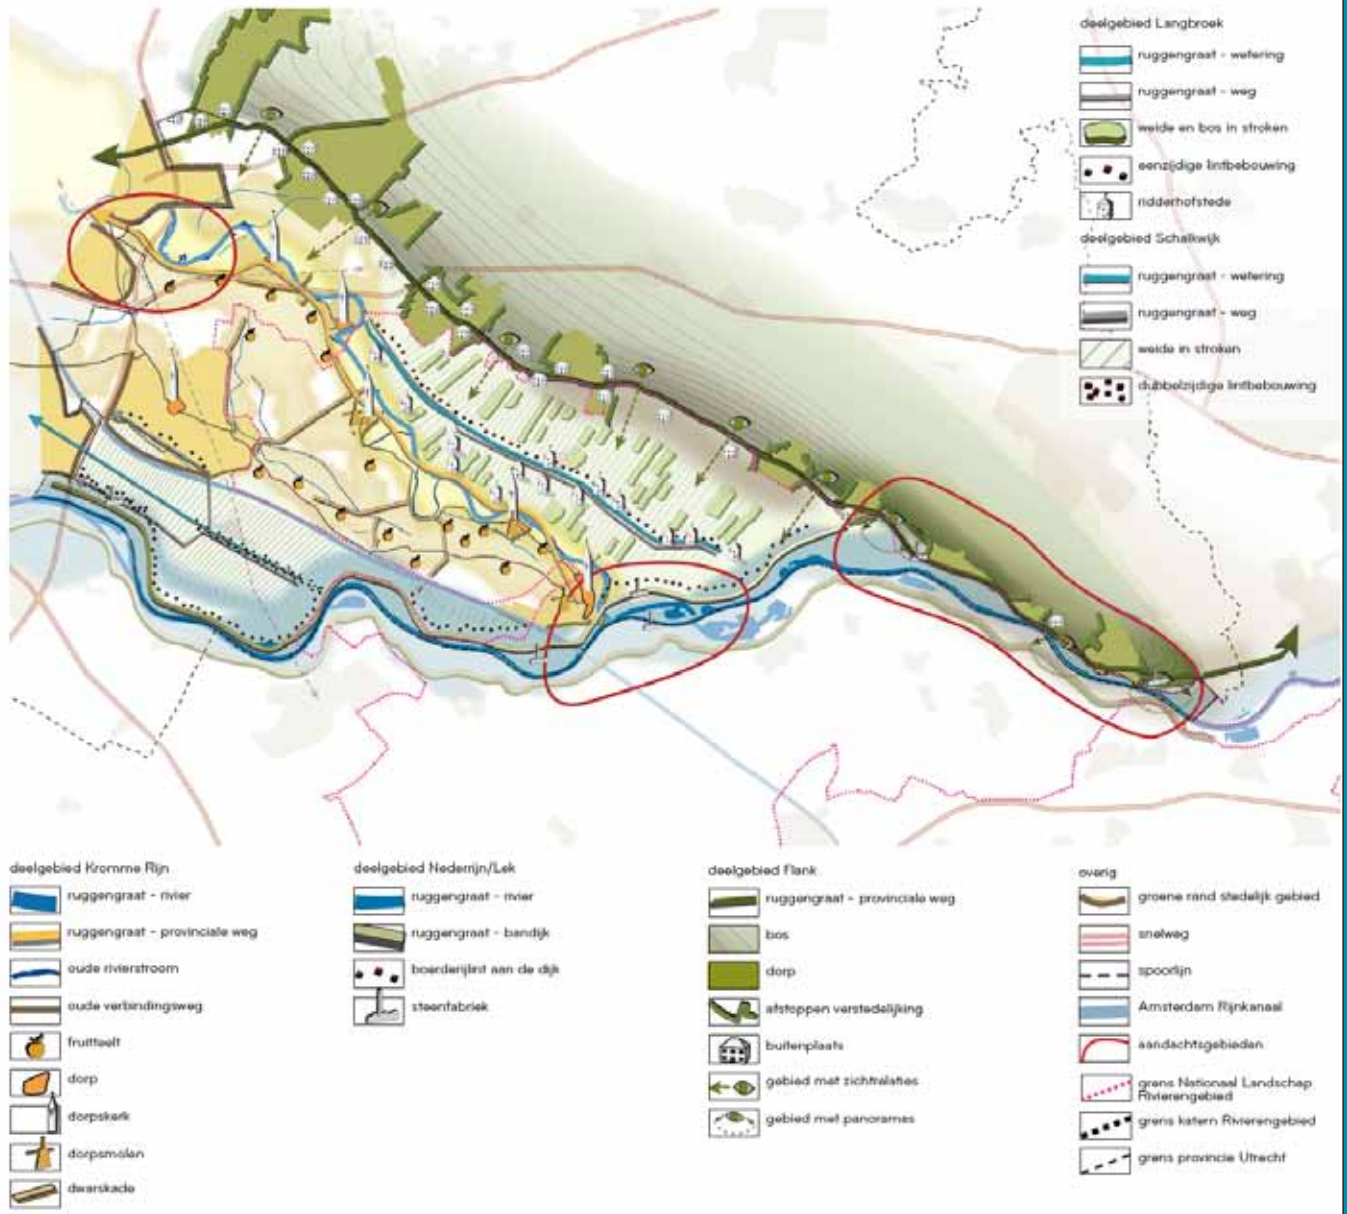 deelgebied Langbroek
ruggengraat - wetering
ruggengraat - weg
weide en bos in stroken
eenzijdige lintbebouwing
ridderhofstede
deelgebied Schalkwijk
ruggengraat - wetering
ruggengraat - weg
weide in stroken
dubbelzijdige lintbebouwing
deelgebied Kromme Rijn
ruggengraat - rivier
ruggengraat - provinciale weg
oude rivierstroom
oude verbindingsweg
fruitteelt
dorp
dorpskerk
dorpsmolen
dwarskade
deelgebied Nederrijn/Lek
ruggengraat - rivier
ruggengraat - bandijk
boerderijlint aan de dijk
steenfabriek
deelgebied Flank
ruggengraat - provinciale weg
bos
dorp
afstoppen verstedelijking
buitenplaats
gebied met zichtrelaties
gebied met panoramas
overig
groene rand stedelijk gebied
snelweg
spoorlijn
Amsterdam Rijnkanaal
aandachtsgebieden
grens Nationaal Landschap
Rivierengebied
grens katern Rivierengebied
grens provincie Utrecht